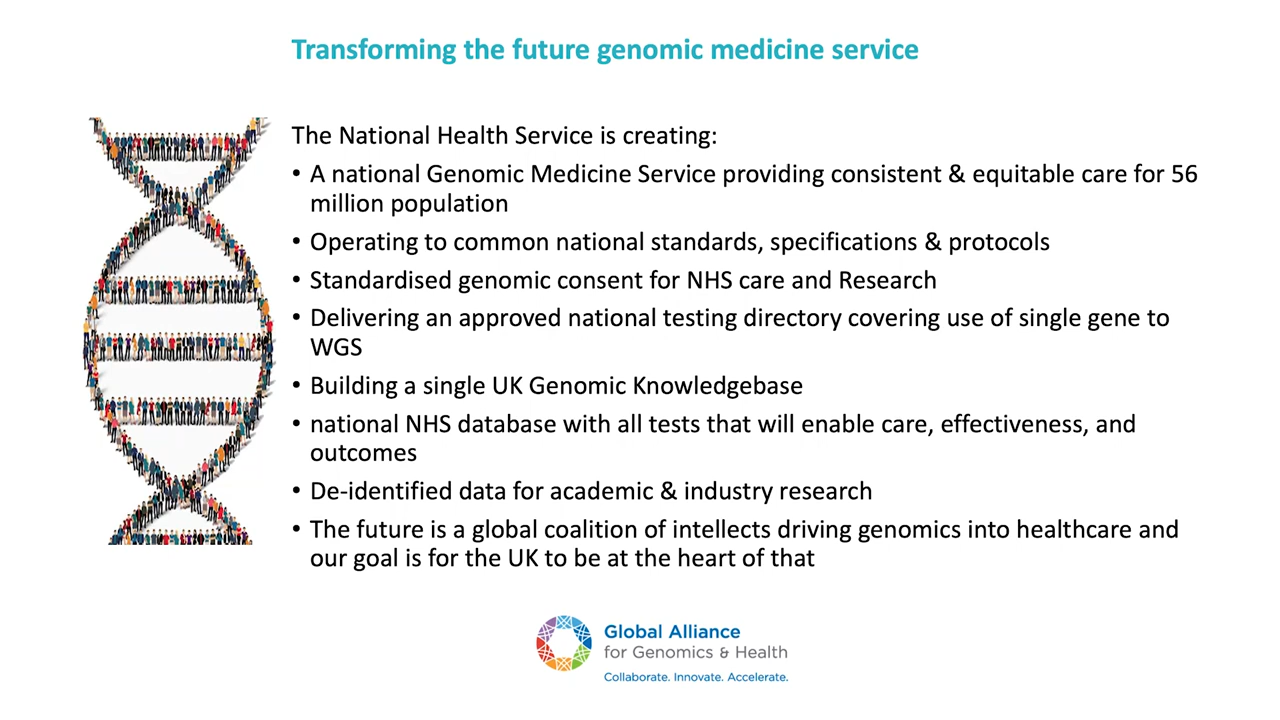 Transforming the future genomic medicine service
The National Health Service is creating:
• A national Genomic Medicine Service providing consistent & equitable care for 56
million population
• Operating to common national standards, specifications & protocols
• Standardised genomic consent for NHS care and Research
• Delivering an approved national testing directory covering use of single gene to
WGS
• Building a single UK Genomic Knowledgebase
• national NHS database with all tests that will enable care, effectiveness, and
outcomes
• De-identified data for academic & industry research
• The future is a global coalition of intellects driving genomics into healthcare and
our goal is for the UK to be at the heart of that
Global Alliance
for Genomics & Health
Collaborate. Innovate. Accelerate.